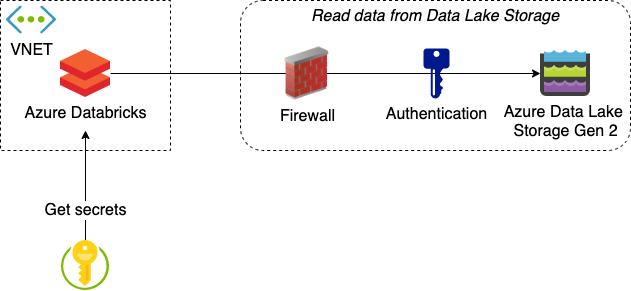 Read data from Data Lake Storage
VNET
Azure Databricks
Firewall
Authentication
Azure Data Lake
Storage Gen 2
Get secrets